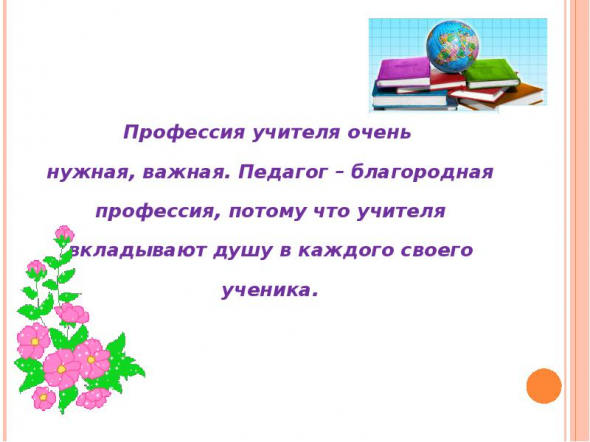 Профессия учителя очень
нужная, важная. Педагог – благородная
профессия, потому что учителя
вкладывают душу в каждого своего
ученика.